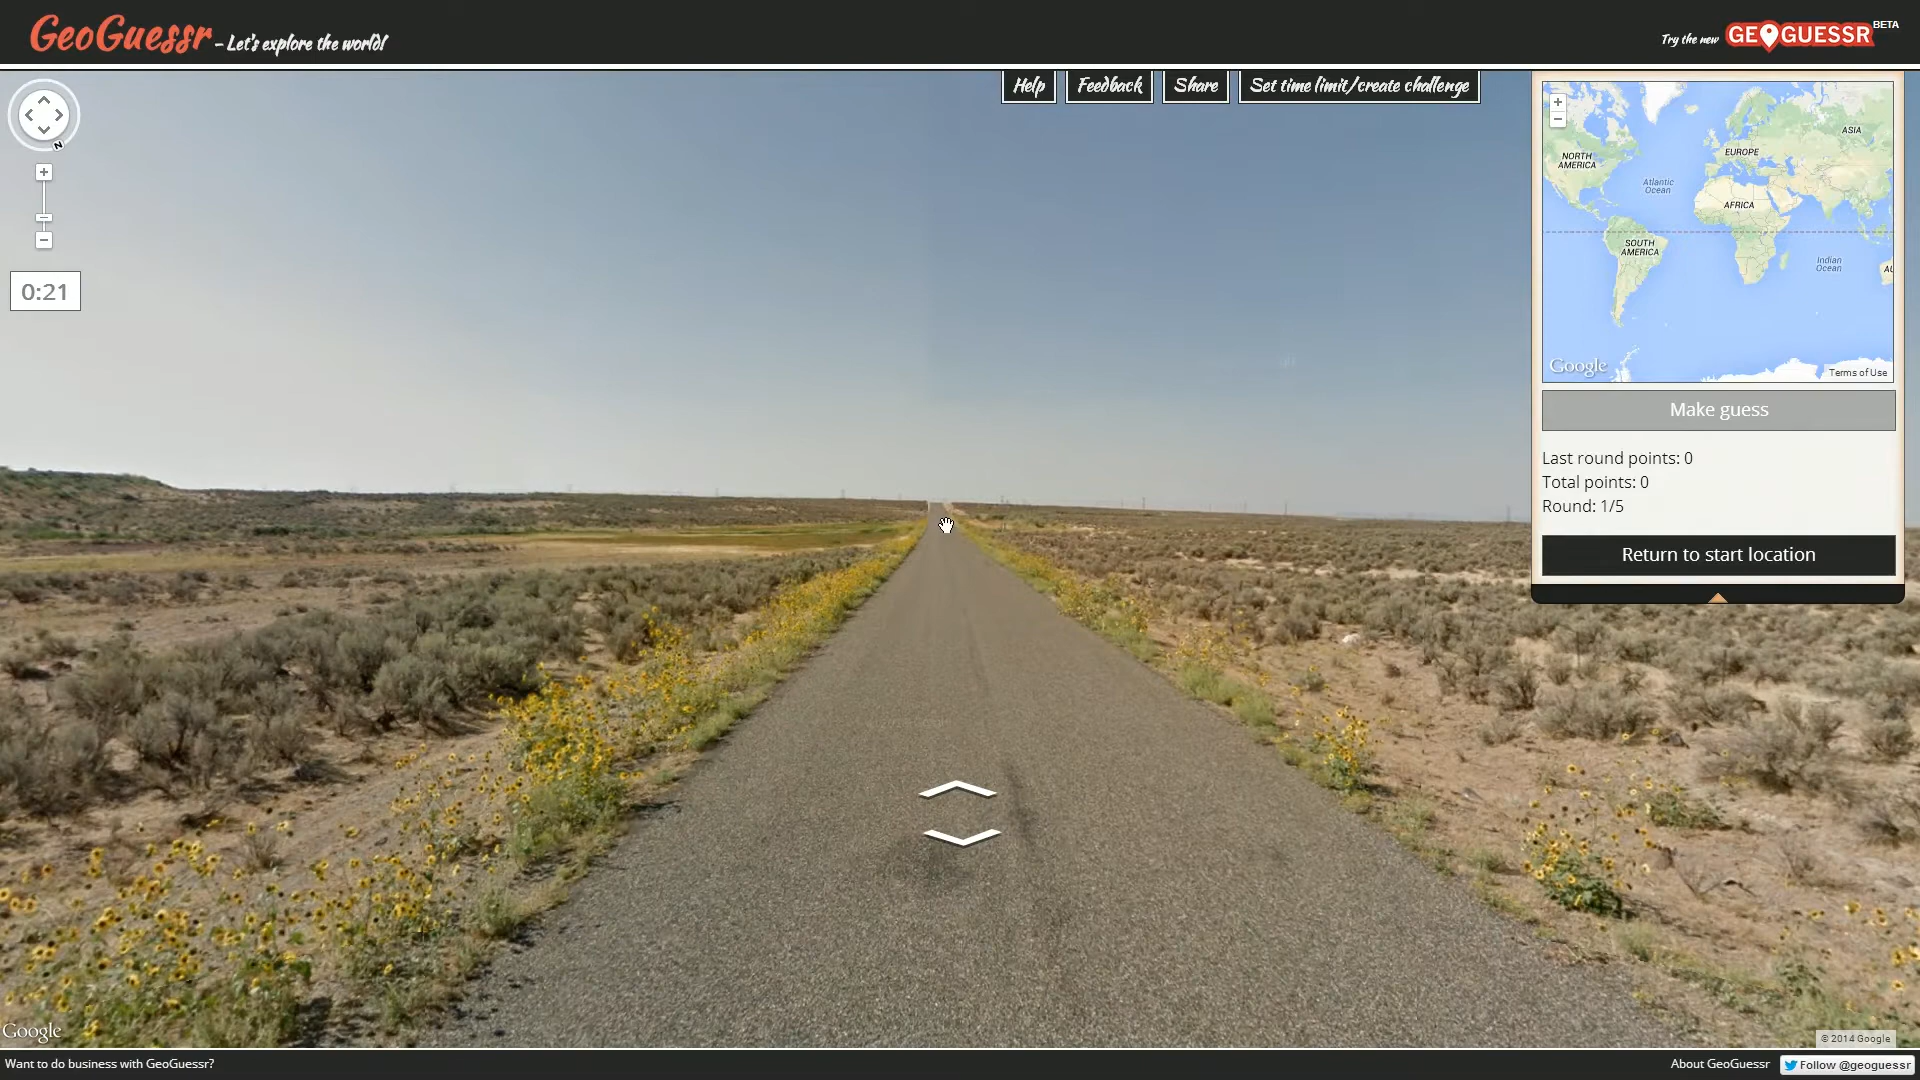 GeoGuessr - Let's explore the world!
Try the new GEOGUESSR BETA
Help
Feedback
Share
Set time limit/create challenge
N
0:21
NORTH AMERICA
Atlantic Ocean
EUROPE
ASIA
AFRICA
SOUTH AMERICA
Indian Ocean
AU
Google
Terms of Use
Make guess
Last round points: 0
Total points: 0
Round: 1/5
Return to start location
Google
© 2014 Google
Want to do business with GeoGuessr?
About GeoGuessr
Follow @geoguessr